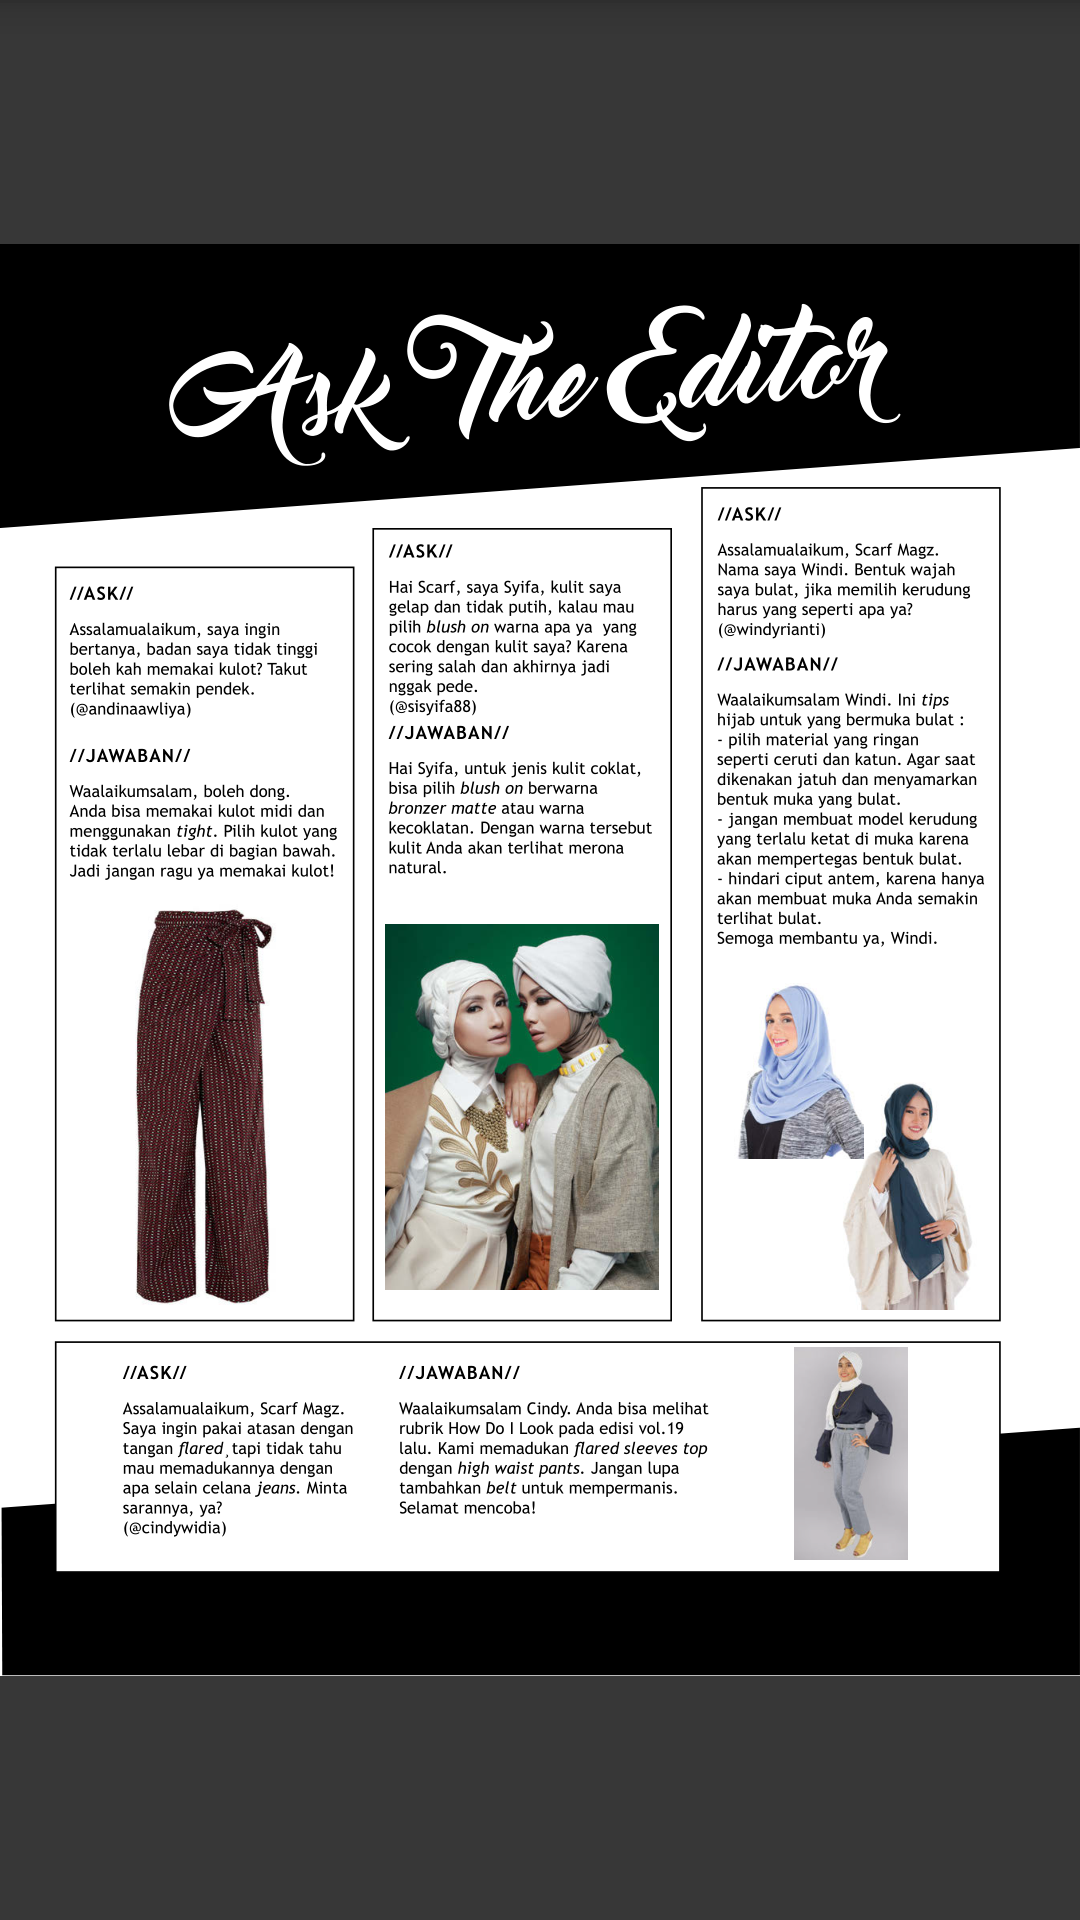 Ask The Editor
//ASK//
Assalamualaikum, saya ingin
bertanya, badan saya tidak tinggi
boleh kah memakai kulot? Takut
terlihat semakin pendek.
(@andinaawliya)
//JAWABAN//
Waalaikumsalam, boleh dong.
Anda bisa memakai kulot midi dan
menggunakan tight. Pilih kulot yang
tidak terlalu lebar di bagian bawah.
Jadi jangan ragu ya memakai kulot!
//ASK//
Hai Scarf, saya Syifa, kulit saya
gelap dan tidak putih, kalau mau
pilih blush on warna apa ya  yang
cocok dengan kulit saya? Karena
sering salah dan akhirnya jadi
nggak pede.
(@sisyifa88)
//JAWABAN//
Hai Syifa, untuk jenis kulit coklat,
bisa pilih blush on berwarna
bronzer matte atau warna
kecoklatan. Dengan warna tersebut
kulit Anda akan terlihat merona
natural.
//ASK//
Assalamualaikum, Scarf Magz.
Nama saya Windi. Bentuk wajah
saya bulat, jika memilih kerudung
harus yang seperti apa ya?
(@windyrianti)
//JAWABAN//
Waalaikumsalam Windi. Ini tips
hijab untuk yang bermuka bulat :
- pilih material yang ringan
seperti ceruti dan katun. Agar saat
dikenakan jatuh dan menyamarkan
bentuk muka yang bulat.
- jangan membuat model kerudung
yang terlalu ketat di muka karena
akan mempertegas bentuk bulat.
- hindari ciput antem, karena hanya
akan membuat muka Anda semakin
terlihat bulat.
Semoga membantu ya, Windi.
//ASK//
Assalamualaikum, Scarf Magz.
Saya ingin pakai atasan dengan
tangan flared, tapi tidak tahu
mau memadukannya dengan
apa selain celana jeans. Minta
sarannya, ya?
(@cindywidia)
//JAWABAN//
Waalaikumsalam Cindy. Anda bisa melihat
rubrik How Do I Look pada edisi vol.19
lalu. Kami memadukan flared sleeves top
dengan high waist pants. Jangan lupa
tambahkan belt untuk mempermanis.
Selamat mencoba!